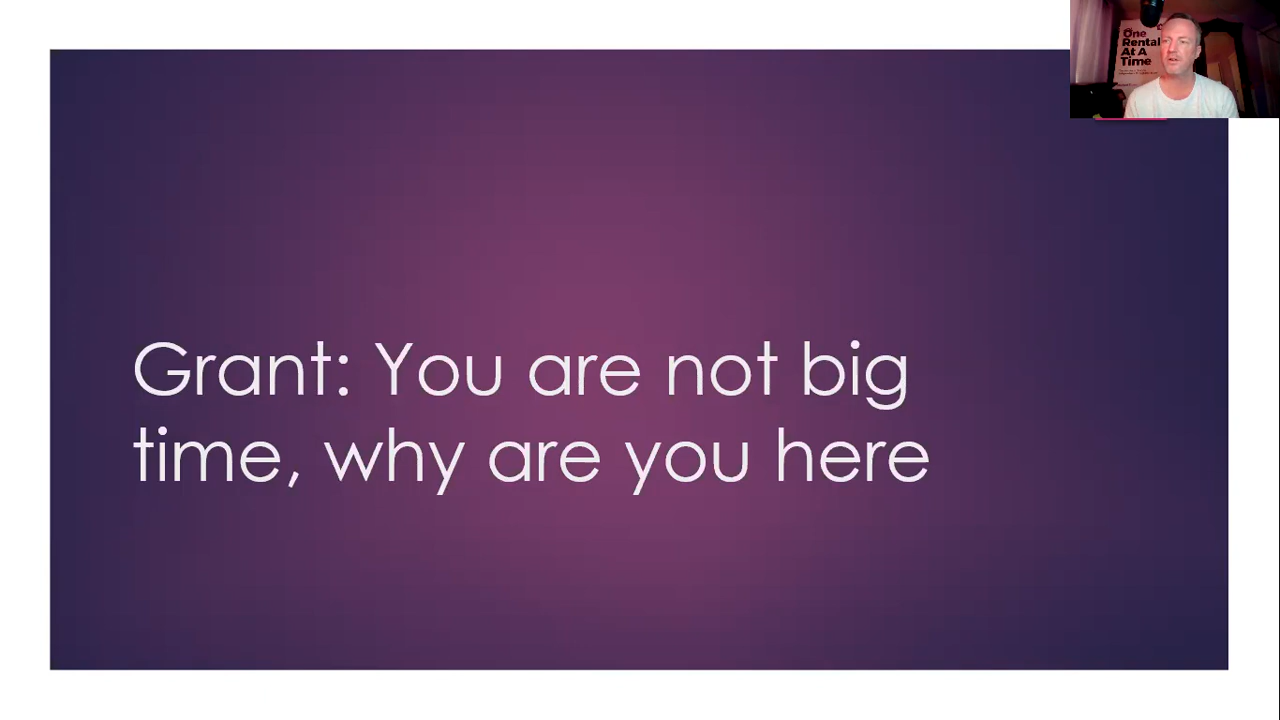 One
Rental
At A
Time
Grant: You are not big
time, why are you here